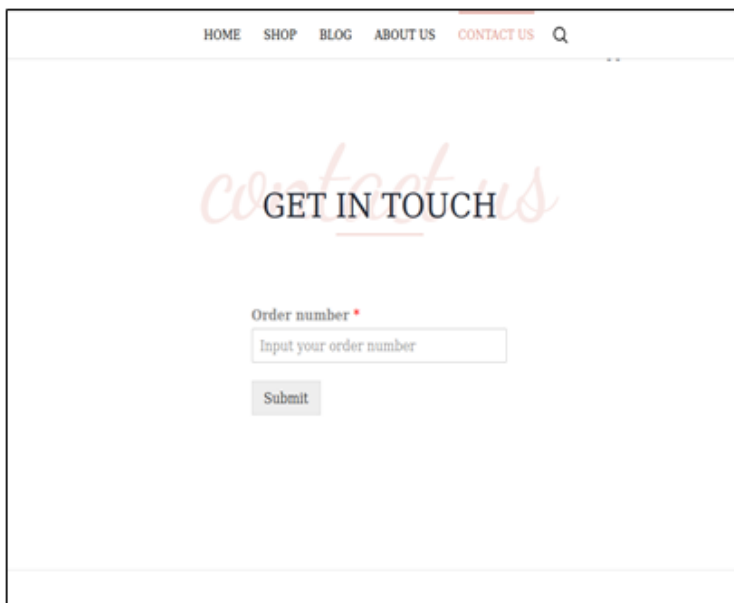 HOME SHOP BLOG ABOUT US CONTACT US
contact us
GET IN TOUCH
Order number *
Input your order number
Submit